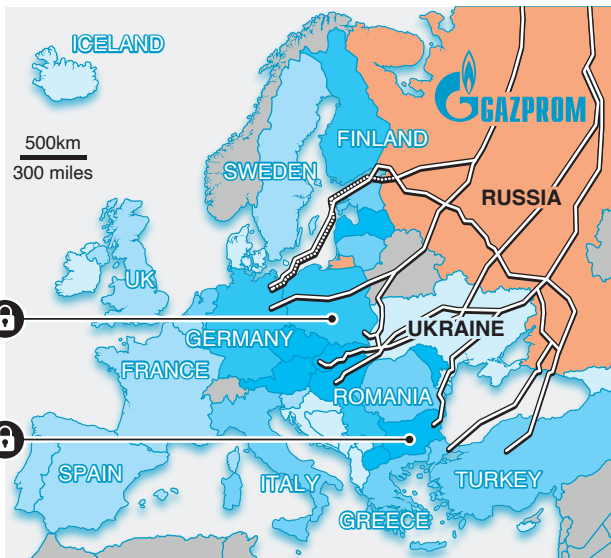 ICELAND
GAZPROM
500km
300 miles
FINLAND
SWEDEN
RUSSIA
UK
GERMANY
UKRAINE
FRANCE
ROMANIA
SPAIN
ITALY
TURKEY
GREECE